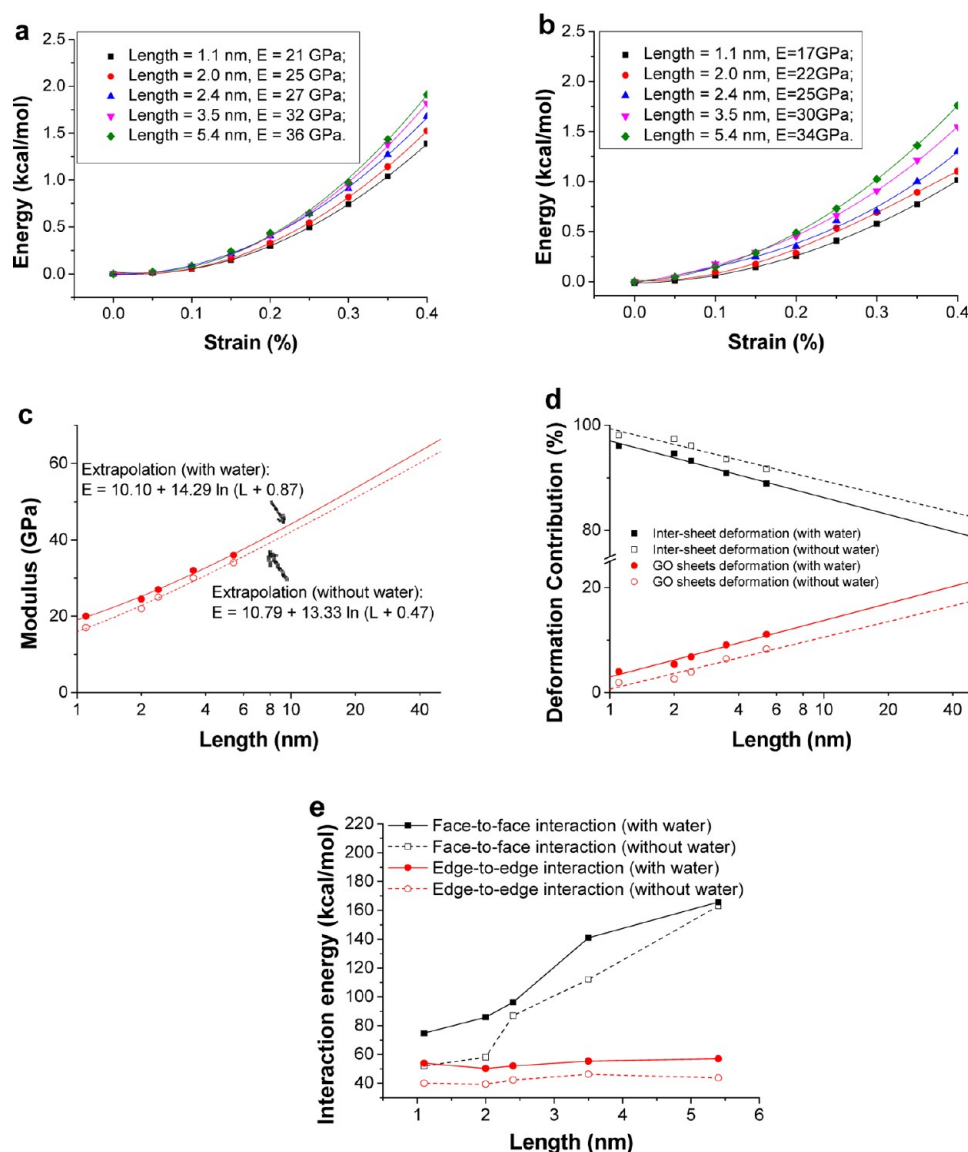 a
Length = 1.1 nm, E = 21 GPa;
Length = 2.0 nm, E = 25 GPa;
Length = 2.4 nm, E = 27 GPa;
Length = 3.5 nm, E = 32 GPa;
Length = 5.4 nm, E = 36 GPa.
Energy (kcal/mol)
2.5
2.0
1.5
1.0
0.5
0.0
0.0 0.1 0.2 0.3 0.4
Strain (%)
b
Length = 1.1 nm, E=17GPa;
Length = 2.0 nm, E=22GPa;
Length = 2.4 nm, E=25GPa;
Length = 3.5 nm, E=30GPa;
Length = 5.4 nm, E=34GPa.
Energy (kcal/mol)
2.5
2.0
1.5
1.0
0.5
0.0
0.0 0.1 0.2 0.3 0.4
Strain (%)
c
Extrapolation (with water):
E = 10.10 + 14.29 ln (L + 0.87)
Extrapolation (without water):
E = 10.79 + 13.33 ln (L + 0.47)
Modulus (GPa)
60
40
20
0
1 2 4 6 8 10 20 40
Length (nm)
d
Deformation Contribution (%)
100
80
20
0
Inter-sheet deformation (with water)
Inter-sheet deformation (without water)
GO sheets deformation (with water)
GO sheets deformation (without water)
1 2 4 6 8 10 20 40
Length (nm)
e
Face-to-face interaction (with water)
Face-to-face interaction (without water)
Edge-to-edge interaction (with water)
Edge-to-edge interaction (without water)
Interaction energy (kcal/mol)
220
200
180
160
140
120
100
80
60
40
1 2 3 4 5 6
Length (nm)